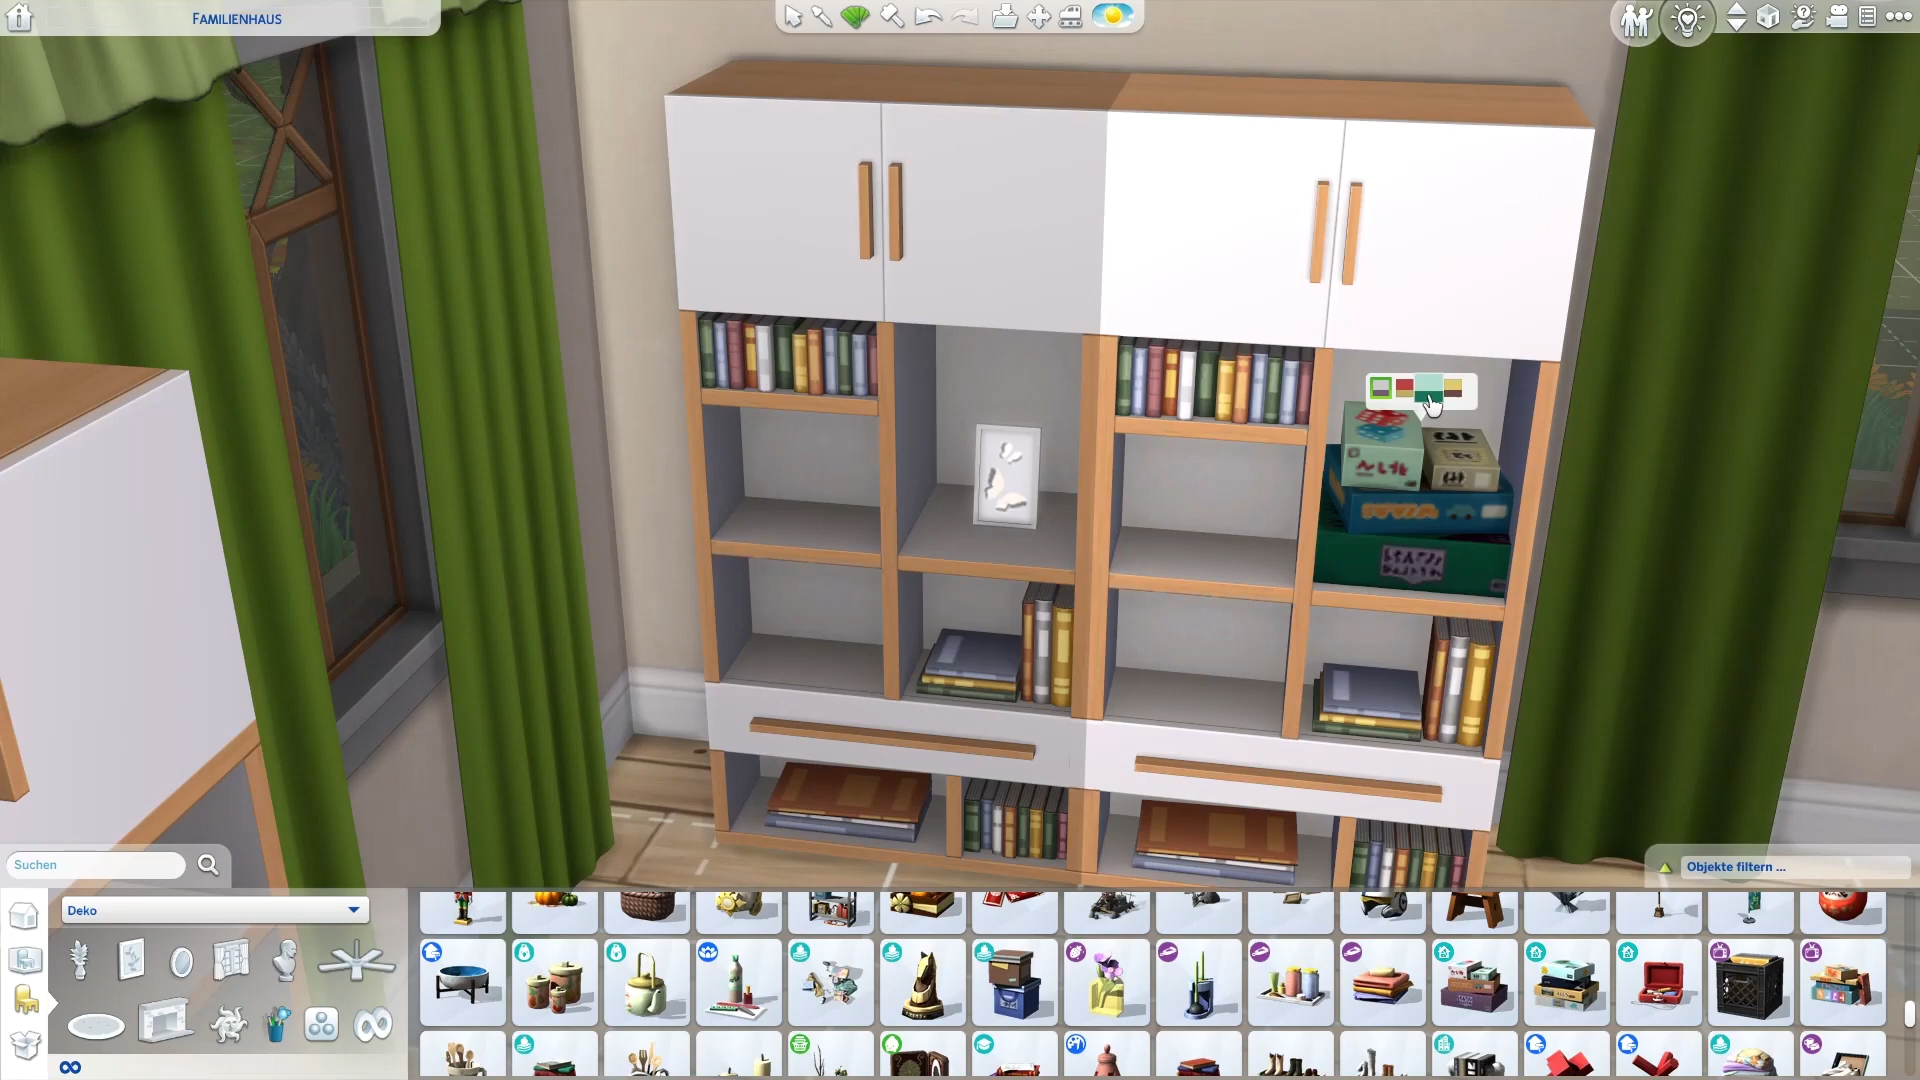 FAMILIENHAUS
Suchen
Objekte filtern ...
Deko